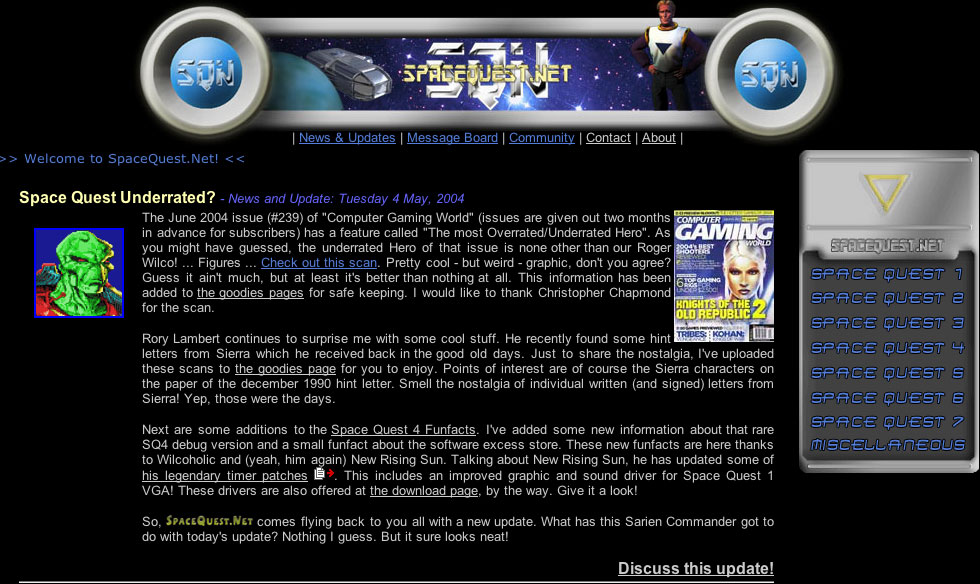 SQN
SPACEQUEST.NET
SQN
| News & Updates | Message Board | Community | Contact | About |
>> Welcome to SpaceQuest.Net! <<
Space Quest Underrated? - News and Update: Tuesday 4 May, 2004
The June 2004 issue (#239) of "Computer Gaming World" (issues are given out two months
in advance for subscribers) has a feature called "The most Overrated/Underrated Hero". As
you might have guessed, the underrated Hero of that issue is none other than our Roger
Wilco! ... Figures ... Check out this scan. Pretty cool - but weird - graphic, don't you agree?
Guess it ain't much, but at least it's better than nothing at all. This information has been
added to the goodies pages for safe keeping. I would like to thank Christopher Chapmond
for the scan.
COMPUTER
GAMING
WORLD
2004's BEST
SHOOTERS
REVIEWED
6 GAMING
RIGS FOR
UNDER $2,500
KNIGHTS OF THE
OLD REPUBLIC 2
TRIBES: KOHAN:
Rory Lambert continues to surprise me with some cool stuff. He recently found some hint
letters from Sierra which he received back in the good old days. Just to share the nostalgia, I've uploaded
these scans to the goodies page for you to enjoy. Points of interest are of course the Sierra characters on
the paper of the december 1990 hint letter. Smell the nostalgia of individual written (and signed) letters from
Sierra! Yep, those were the days.
Next are some additions to the Space Quest 4 Funfacts. I've added some new information about that rare
SQ4 debug version and a small funfact about the software excess store. These new funfacts are here thanks
to Wilcoholic and (yeah, him again) New Rising Sun. Talking about New Rising Sun, he has updated some of
his legendary timer patches. This includes an improved graphic and sound driver for Space Quest 1
VGA! These drivers are also offered at the download page, by the way. Give it a look!
So, SPACEQUEST.NET comes flying back to you all with a new update. What has this Sarien Commander got to
do with today's update? Nothing I guess. But it sure looks neat!
Discuss this update!
SPACEQUEST.NET
SPACE QUEST 1
SPACE QUEST 2
SPACE QUEST 3
SPACE QUEST 4
SPACE QUEST 5
SPACE QUEST 6
SPACE QUEST 7
MISCELLANEOUS